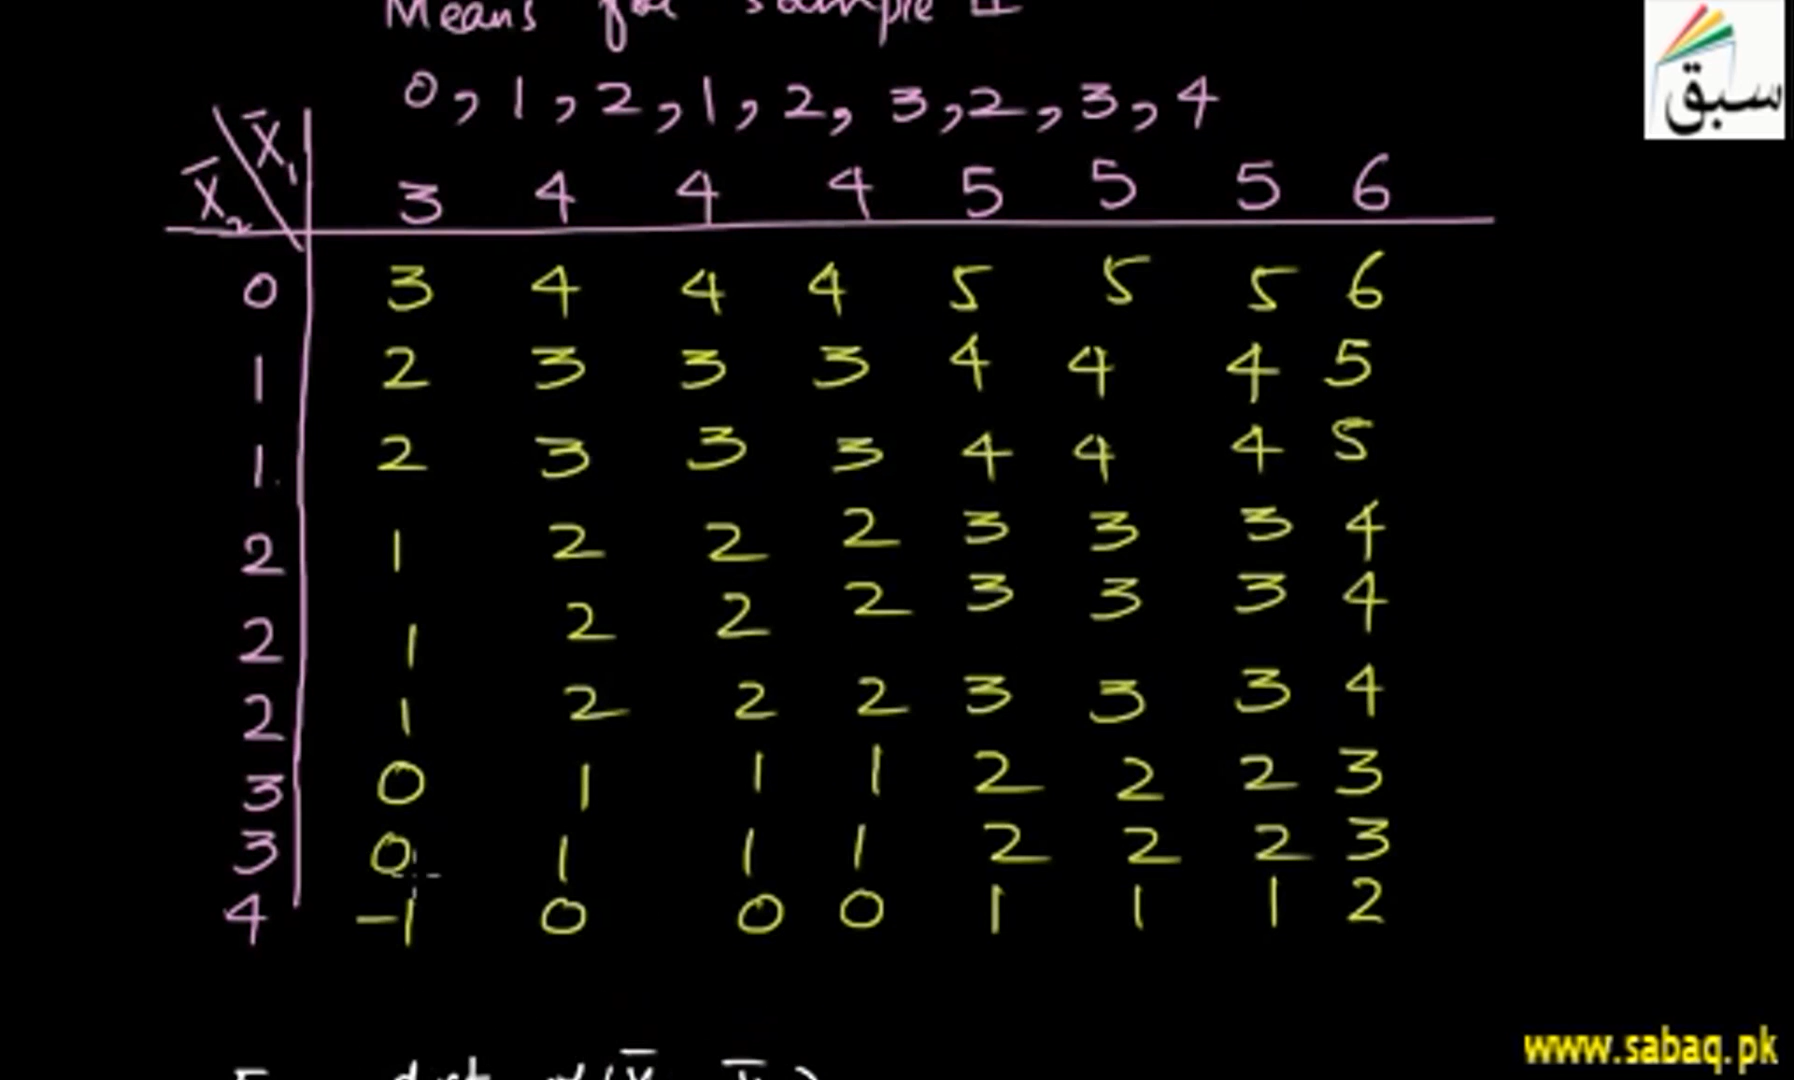 Means for sample II
0, 1, 2, 1, 2, 3, 2, 3, 4
سبق
X̄₂ \ X̄₁ 3 4 4 4 5 5 5 6
0 3 4 4 4 5 5 5 6
1 2 3 3 3 4 4 4 5
1 2 3 3 3 4 4 4 5
2 1 2 2 2 3 3 3 4
2 1 2 2 2 3 3 3 4
2 1 2 2 2 3 3 3 4
3 0 1 1 1 2 2 2 3
3 0 1 1 1 2 2 2 3
4 -1 0 0 0 1 1 1 2
www.sabaq.pk